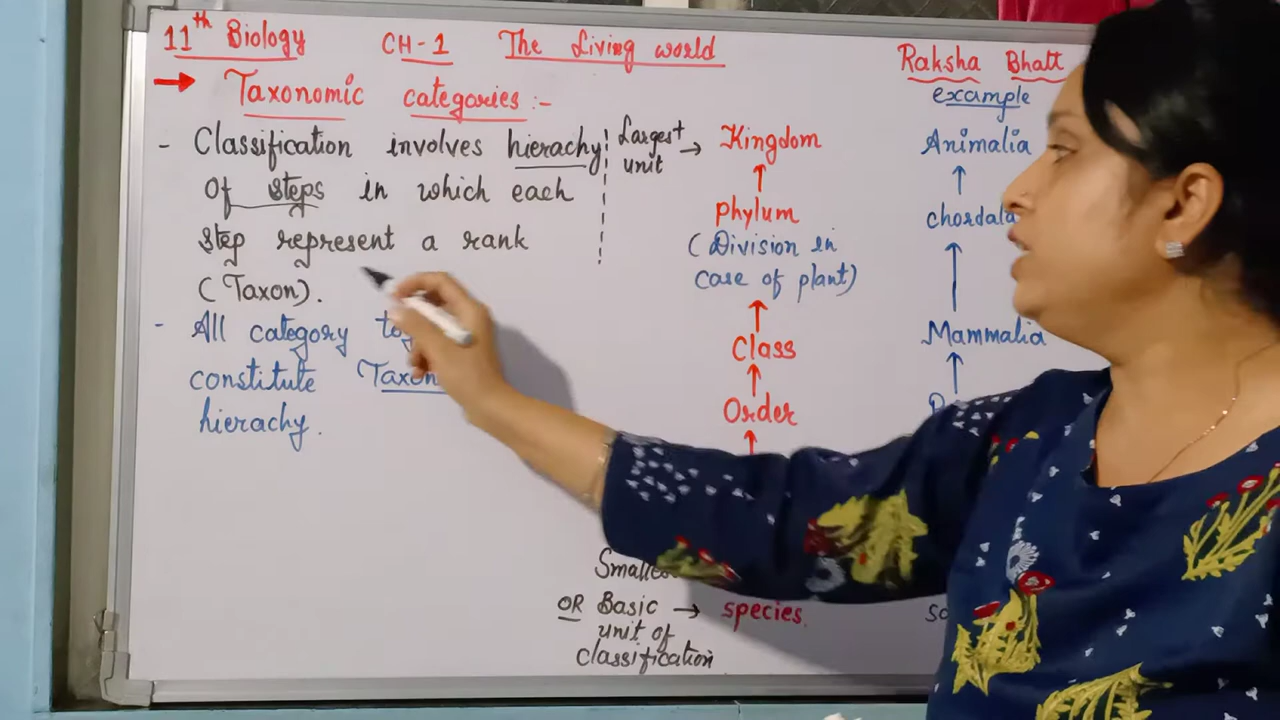 11th Biology CH-1 The Living world
Raksha Bhatt
→ Taxonomic categories :-
- Classification involves hierachy
Of steps in which each
step represent a rank
(Taxon).
- All category
constitute Taxon
hierachy.
Largest
unit → Kingdom
Phylum
(Division in
case of plant)
Class
Order
OR Basic → species.
unit of
classification
example
Animalia
chordata
Mammalia